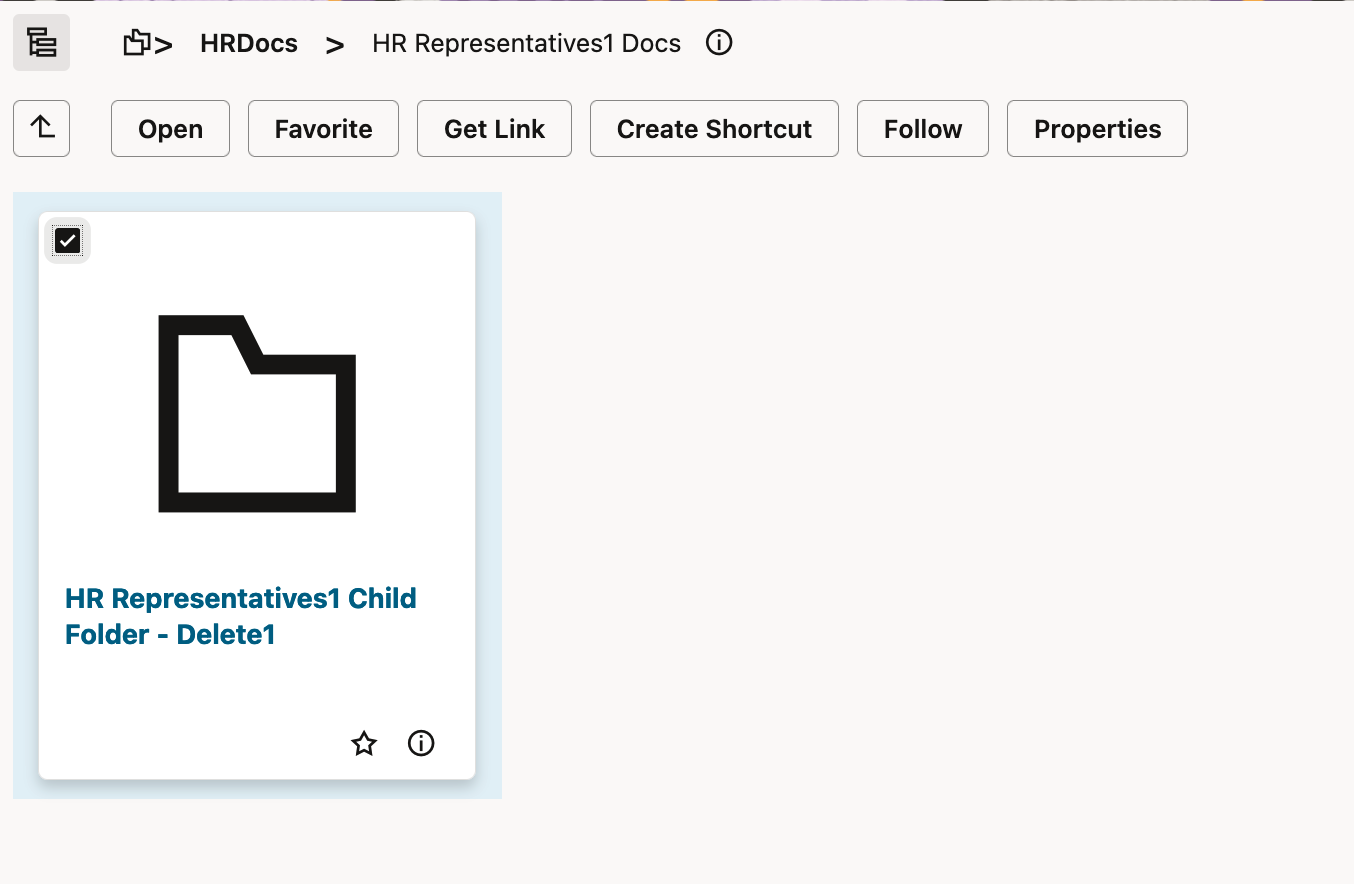 > HRDocs > HR Representatives1 Docs
Open Favorite Get Link Create Shortcut Follow Properties
HR Representatives1 Child
Folder - Delete1